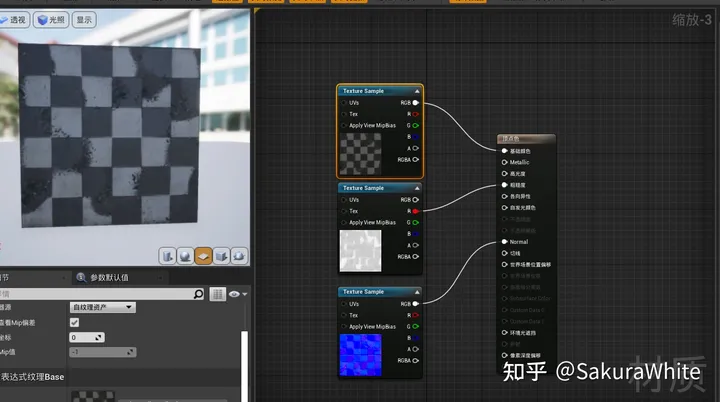 透视
光照
显示
缩放-3
Texture Sample
UVs
RGB
Tex
R
Apply View MipBias
G
B
A
RGBA
Texture Sample
UVs
RGB
Tex
R
Apply View MipBias
G
B
A
RGBA
Texture Sample
UVs
RGB
Tex
R
Apply View MipBias
G
B
A
RGBA
基础颜色
Metallic
高光度
粗糙度
各向异性
自发光颜色
Normal
切线
世界场景位置偏移
环境光遮挡
像素深度偏移
参数默认值
自纹理资产
查看Mip偏差
坐标
0
Mip值
-1
表达式纹理Base
材质
知乎 @SakuraWhite